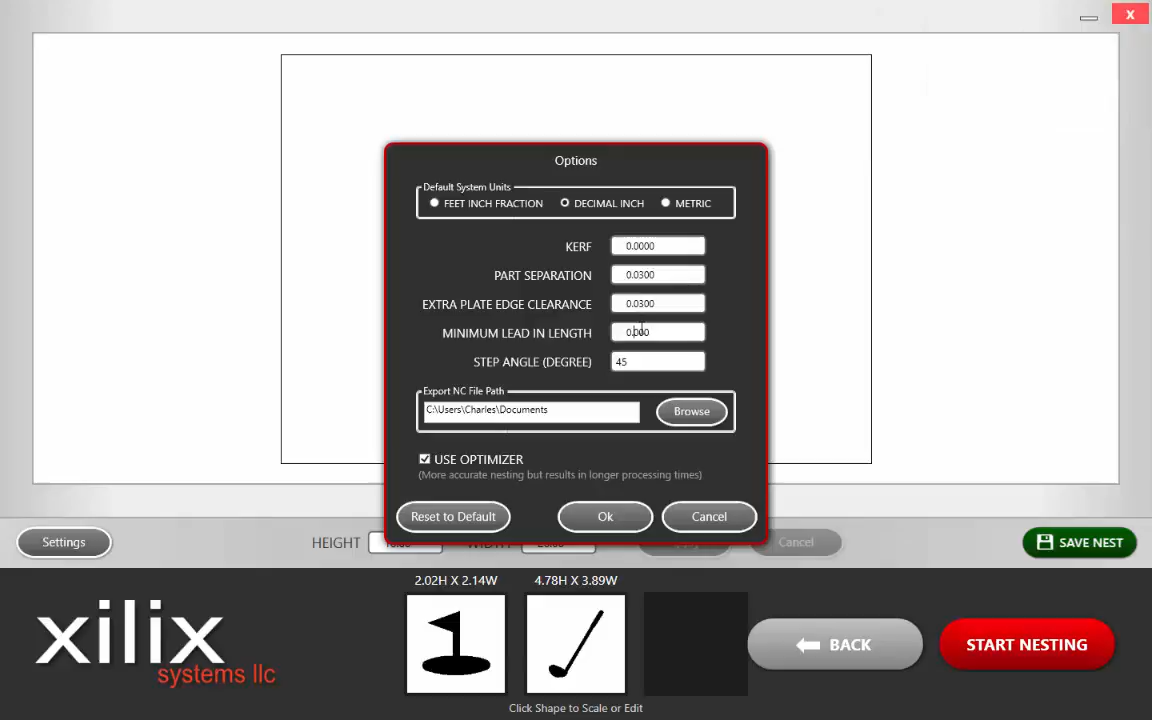 X
Options
Default System Units
FEET INCH FRACTION DECIMAL INCH METRIC
KERF 0.0000
PART SEPARATION 0.0300
EXTRA PLATE EDGE CLEARANCE 0.0300
MINIMUM LEAD IN LENGTH 0.000
STEP ANGLE (DEGREE) 45
Export NC File Path
C:\Users\Charles\Documents Browse
USE OPTIMIZER
(More accurate nesting but results in longer processing times)
Reset to Default Ok Cancel
Settings HEIGHT WIDTH Cancel SAVE NEST
2.02H X 2.14W 4.78H X 3.89W
xilix
systems llc
BACK START NESTING
Click Shape to Scale or Edit